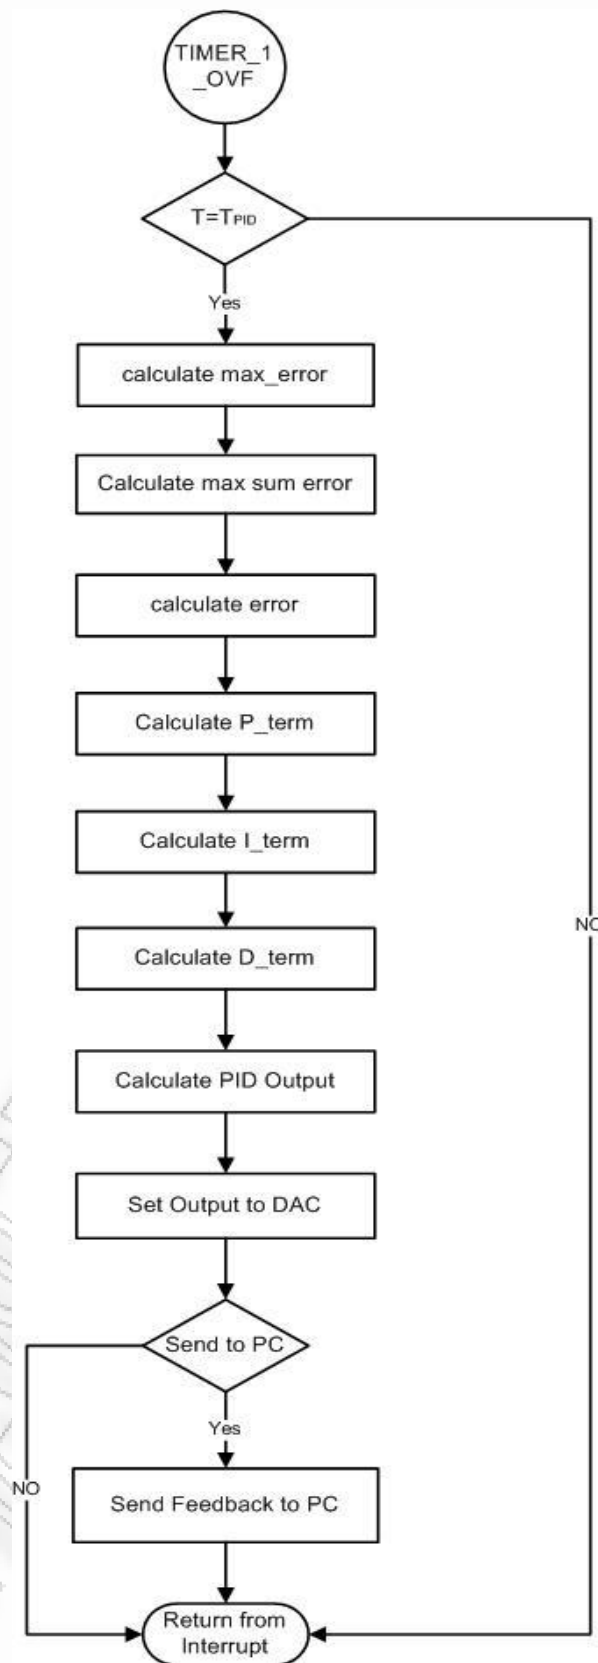 TIMER_1
_OVF
T=TPID
Yes
calculate max_error
Calculate max sum error
calculate error
Calculate P_term
Calculate I_term
NO
Calculate D_term
Calculate PID Output
Set Output to DAC
Send to PC
Yes
NO
Send Feedback to PC
Return from
Interrupt